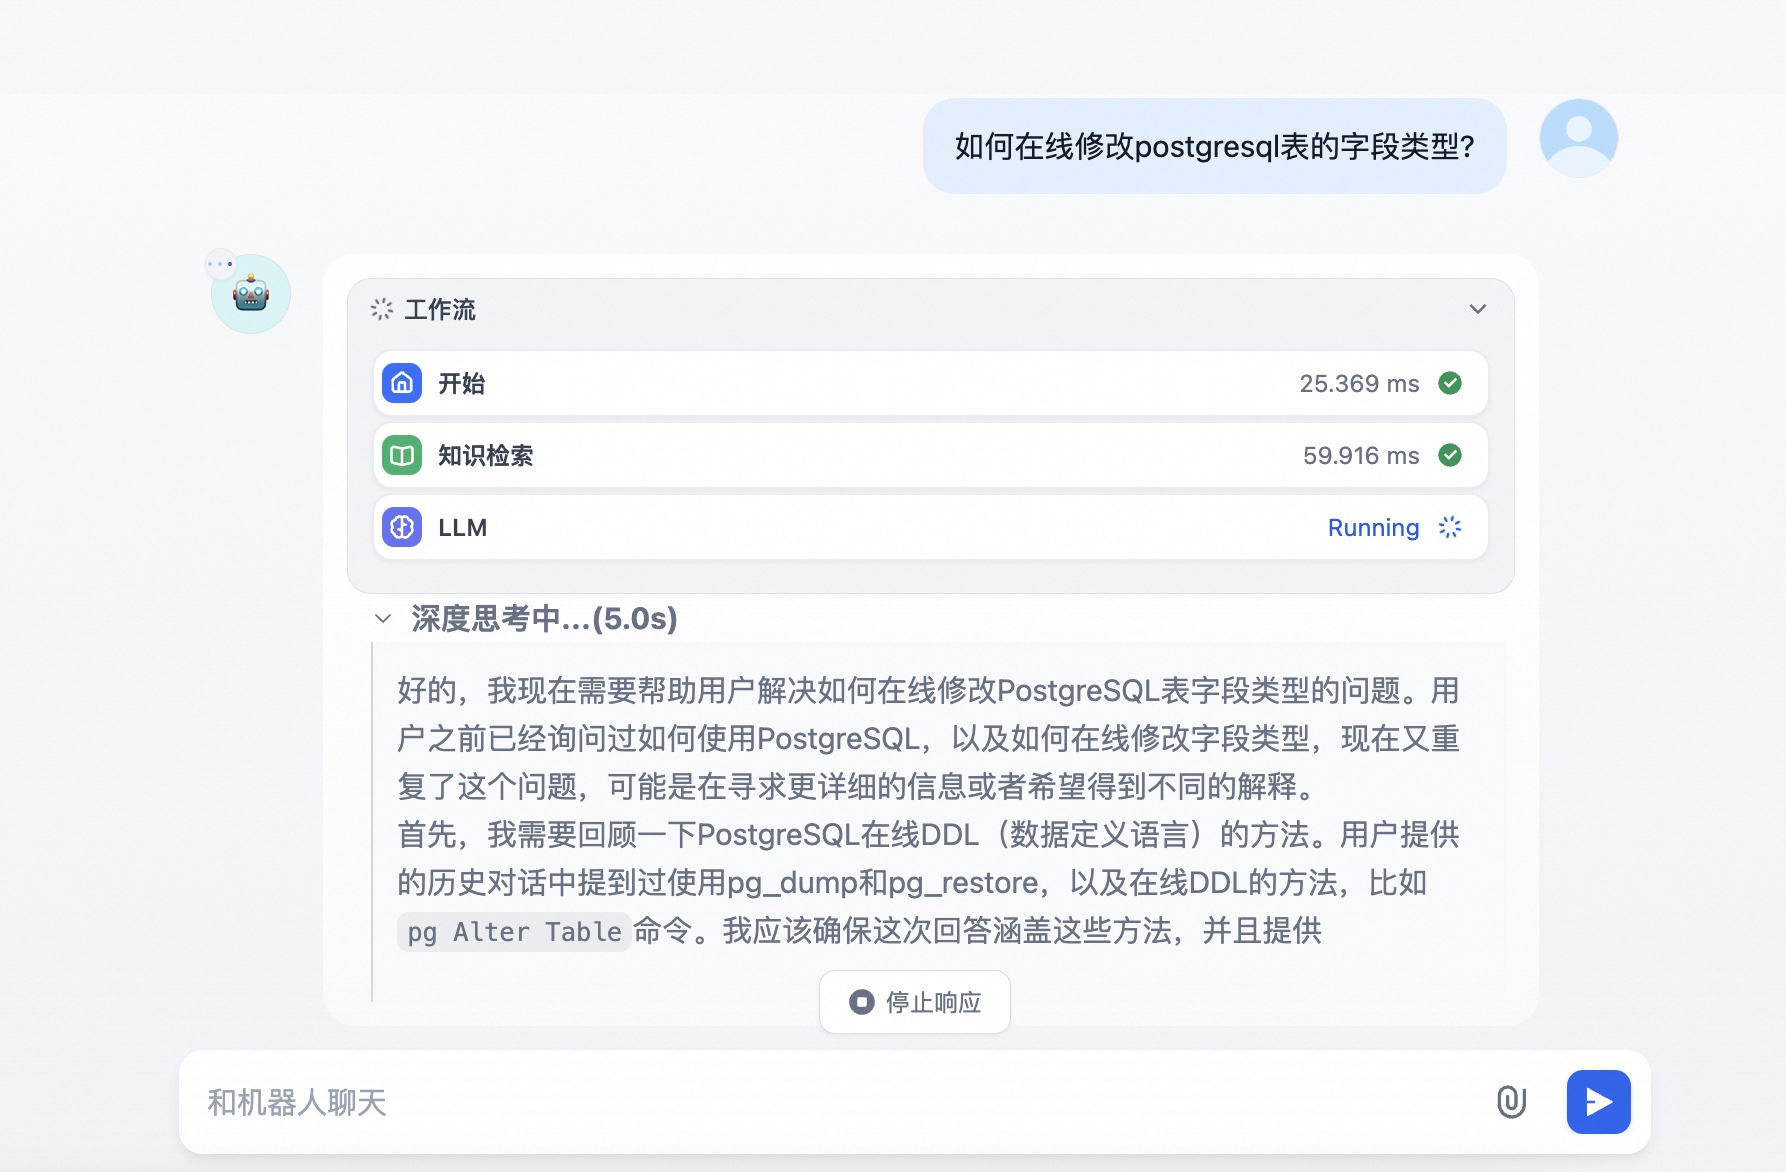 如何在线修改postgresql表的字段类型?
工作流
开始
25.369 ms
知识检索
59.916 ms
LLM
Running
深度思考中...(5.0s)
好的，我现在需要帮助用户解决如何在线修改PostgreSQL表字段类型的问题。用
户之前已经询问过如何使用PostgreSQL，以及如何在线修改字段类型，现在又重
复了这个问题，可能是在寻求更详细的信息或者希望得到不同的解释。
首先，我需要回顾一下PostgreSQL在线DDL（数据定义语言）的方法。用户提供
的历史对话中提到过使用pg_dump和pg_restore，以及在线DDL的方法，比如
pg Alter Table命令。我应该确保这次回答涵盖这些方法，并且提供
停止响应
和机器人聊天